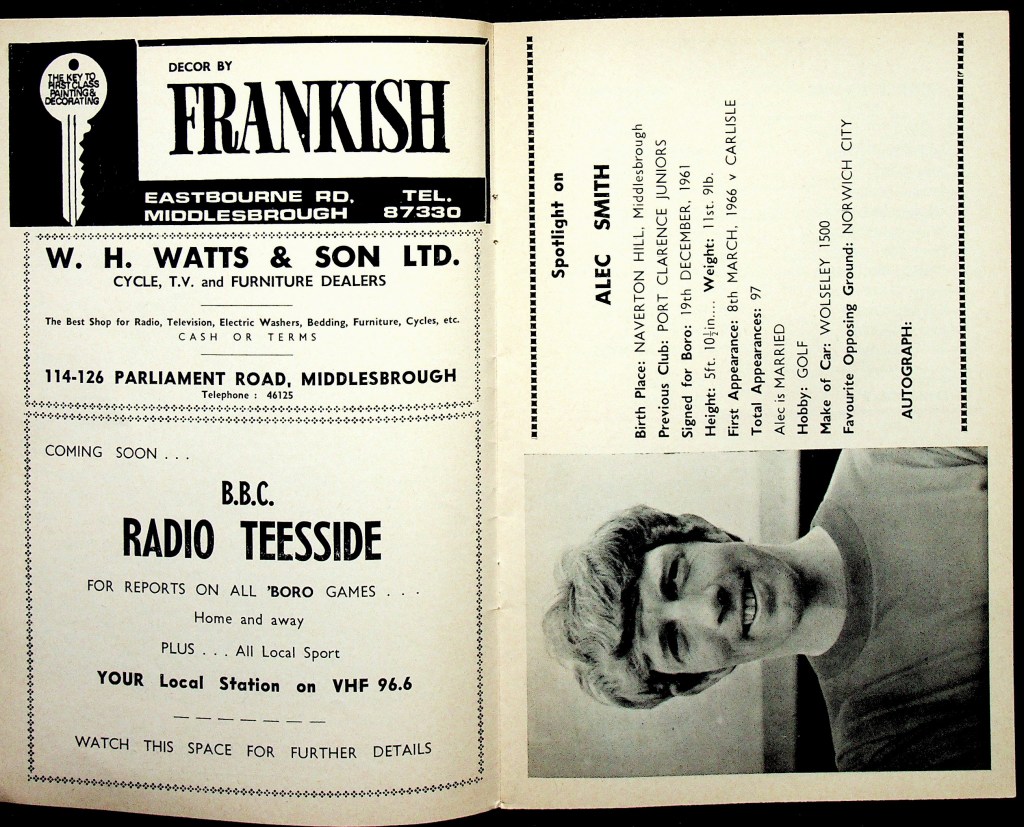 THE KEY TO
FIRST CLASS
PAINTING &
DECORATING
DECOR BY
FRANKISH
EASTBOURNE RD, TEL.
MIDDLESBROUGH 87330
W. H. WATTS & SON LTD.
CYCLE, T.V. and FURNITURE DEALERS
The Best Shop for Radio, Television, Electric Washers, Bedding, Furniture, Cycles, etc.
CASH OR TERMS
114-126 PARLIAMENT ROAD, MIDDLESBROUGH
Telephone : 46125
COMING SOON . . .
B.B.C.
RADIO TEESSIDE
FOR REPORTS ON ALL 'BORO GAMES . . .
Home and away
PLUS . . . All Local Sport
YOUR Local Station on VHF 96.6
WATCH THIS SPACE FOR FURTHER DETAILS
Spotlight on
ALEC SMITH
Birth Place: NAVERTON HILL, Middlesbrough
Previous Club: PORT CLARENCE JUNIORS
Signed for Boro: 19th DECEMBER, 1961
Height: 5ft. 10½in.... Weight: 11st. 9lb.
First Appearance: 8th MARCH, 1966 v CARLISLE
Total Appearances: 97
Alec is MARRIED
Hobby: GOLF
Make of Car: WOLSELEY 1500
Favourite Opposing Ground: NORWICH CITY
AUTOGRAPH: